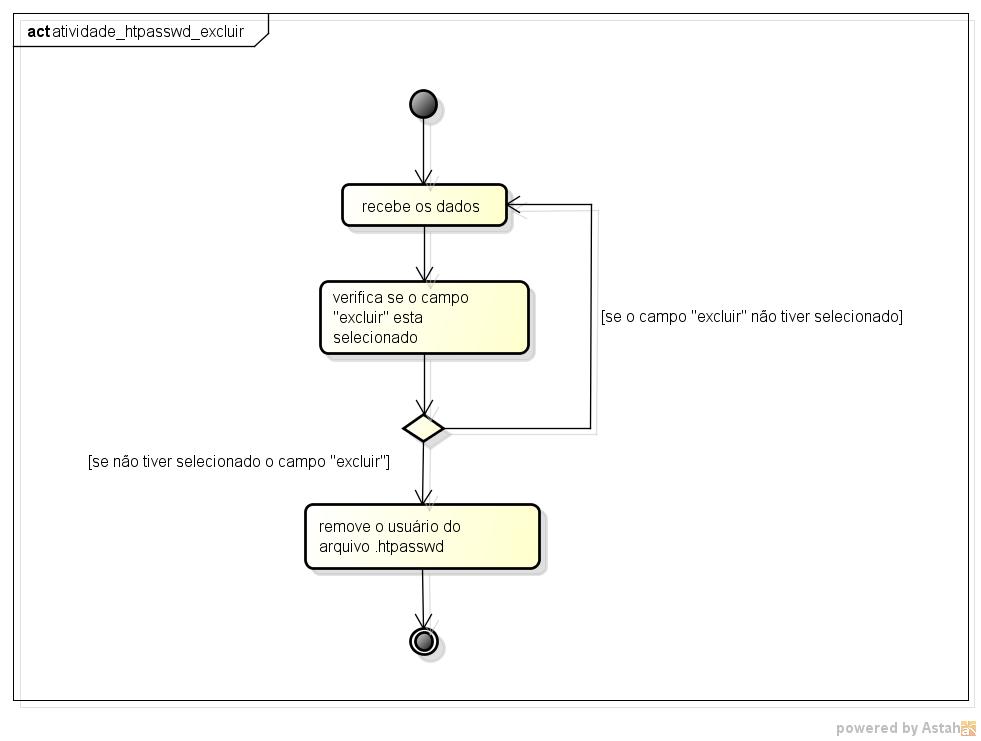 act atividade_htpasswd_excluir
recebe os dados
verifica se o campo
"excluir" esta
selecionado
[se o campo "excluir" não tiver selecionado]
[se não tiver selecionado o campo "excluir"]
remove o usuário do
arquivo .htpasswd
powered by Astah